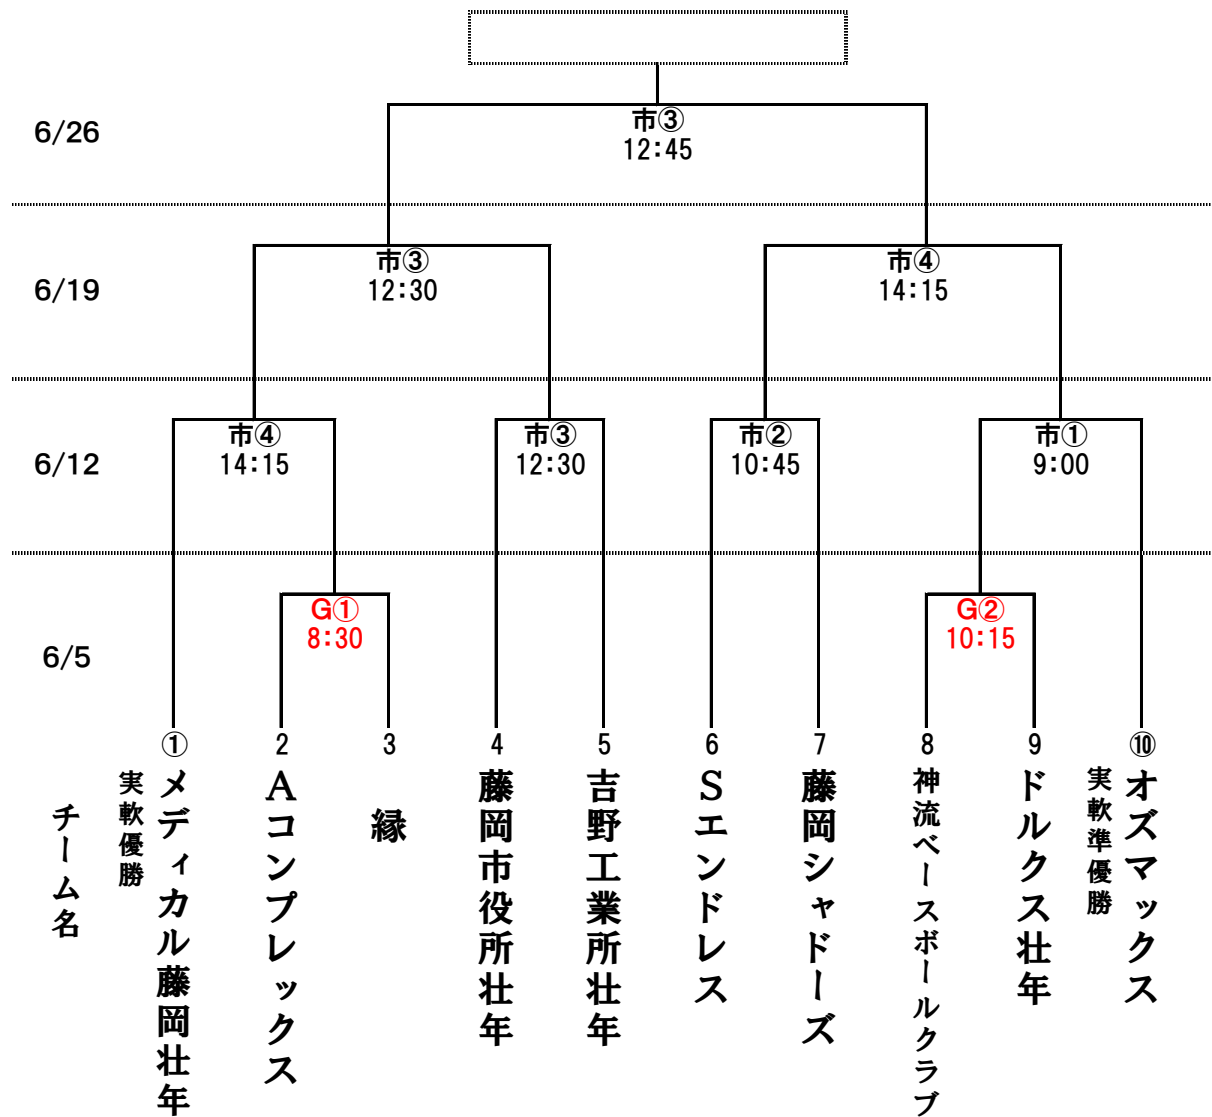 6/26
市③
12:45
6/19
市③
12:30
市④
14:15
6/12
市④
14:15
市③
12:30
市②
10:45
市①
9:00
6/5
G①
8:30
G②
10:15
① 2 3 4 5 6 7 8 9 ⑩
チーム名
実軟優勝
メディカル藤岡壮年
Aコンプレックス
縁
藤岡市役所壮年
吉野工業所壮年
Sエンドレス
藤岡シャドーズ
神流ベースボールクラブ
ドルクス壮年
実軟準優勝
オズマックス